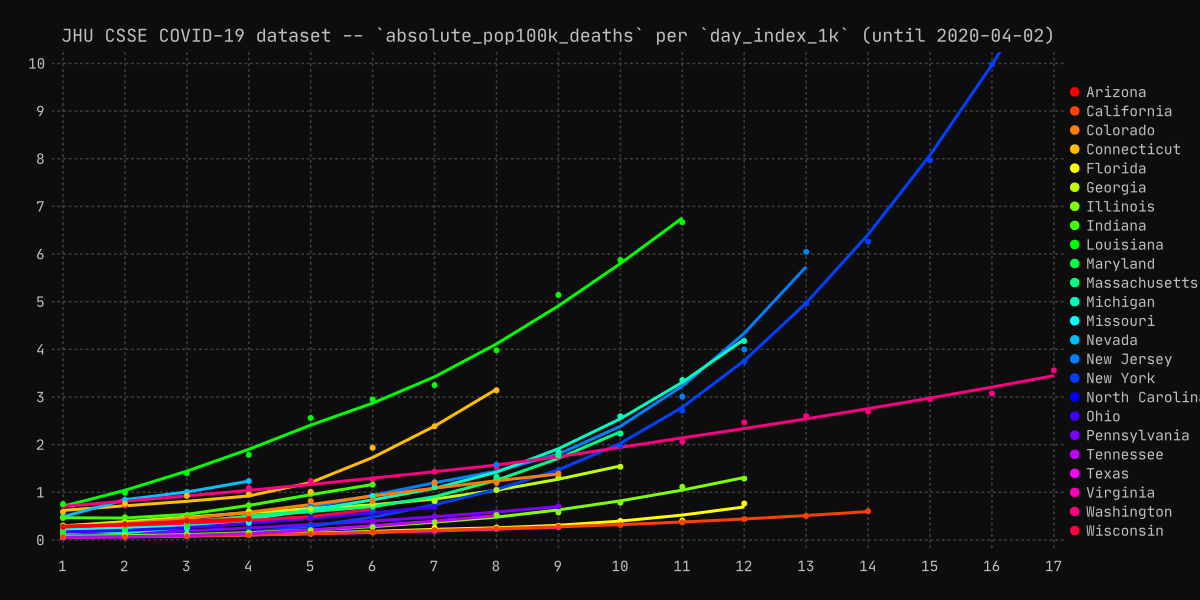 JHU CSSE COVID-19 dataset -- `absolute_pop100k_deaths` per `day_index_1k` (until 2020-04-02)
10
9
8
7
6
5
4
3
2
1
0
1 2 3 4 5 6 7 8 9 10 11 12 13 14 15 16 17
Arizona
California
Colorado
Connecticut
Florida
Georgia
Illinois
Indiana
Louisiana
Maryland
Massachusetts
Michigan
Missouri
Nevada
New Jersey
New York
North Carolina
Ohio
Pennsylvania
Tennessee
Texas
Virginia
Washington
Wisconsin